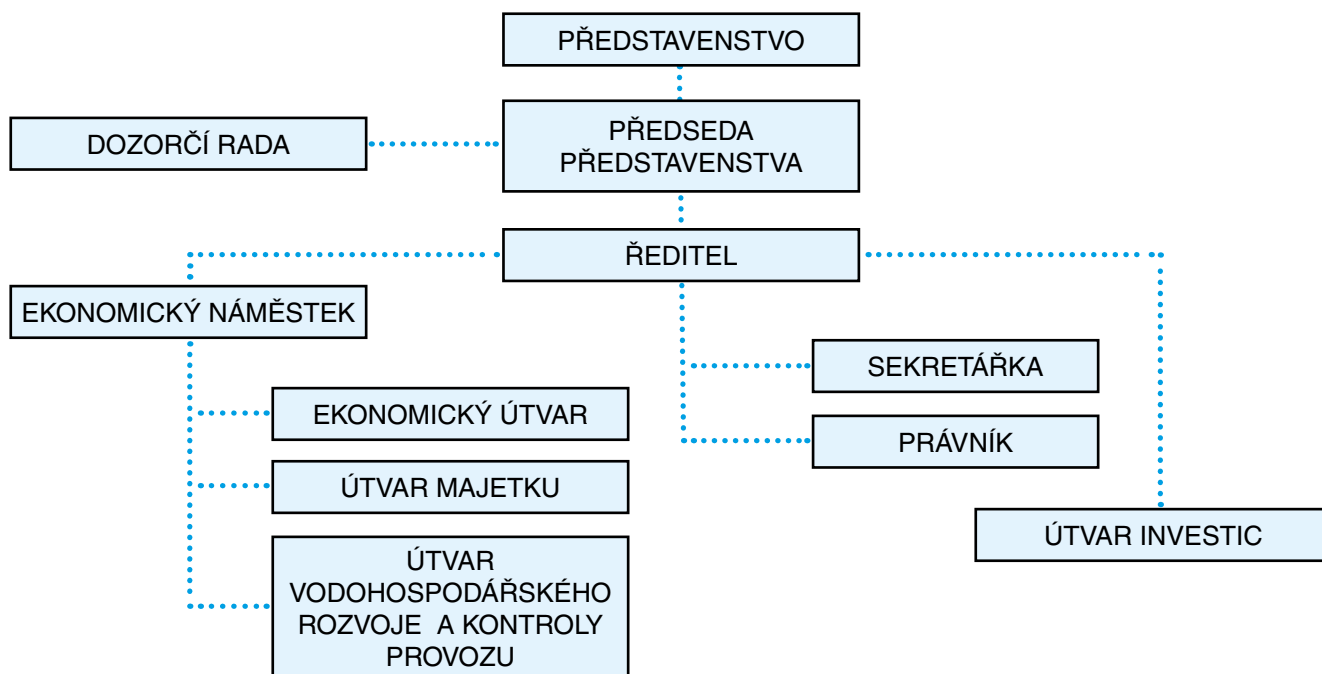 PŘEDSTAVENSTVO
DOZORČÍ RADA
PŘEDSEDA
PŘEDSTAVENSTVA
ŘEDITEL
EKONOMICKÝ NÁMĚSTEK
SEKRETÁŘKA
EKONOMICKÝ ÚTVAR
PRÁVNÍK
ÚTVAR MAJETKU
ÚTVAR INVESTIC
ÚTVAR
VODOHOSPODÁŘSKÉHO
ROZVOJE A KONTROLY
PROVOZU